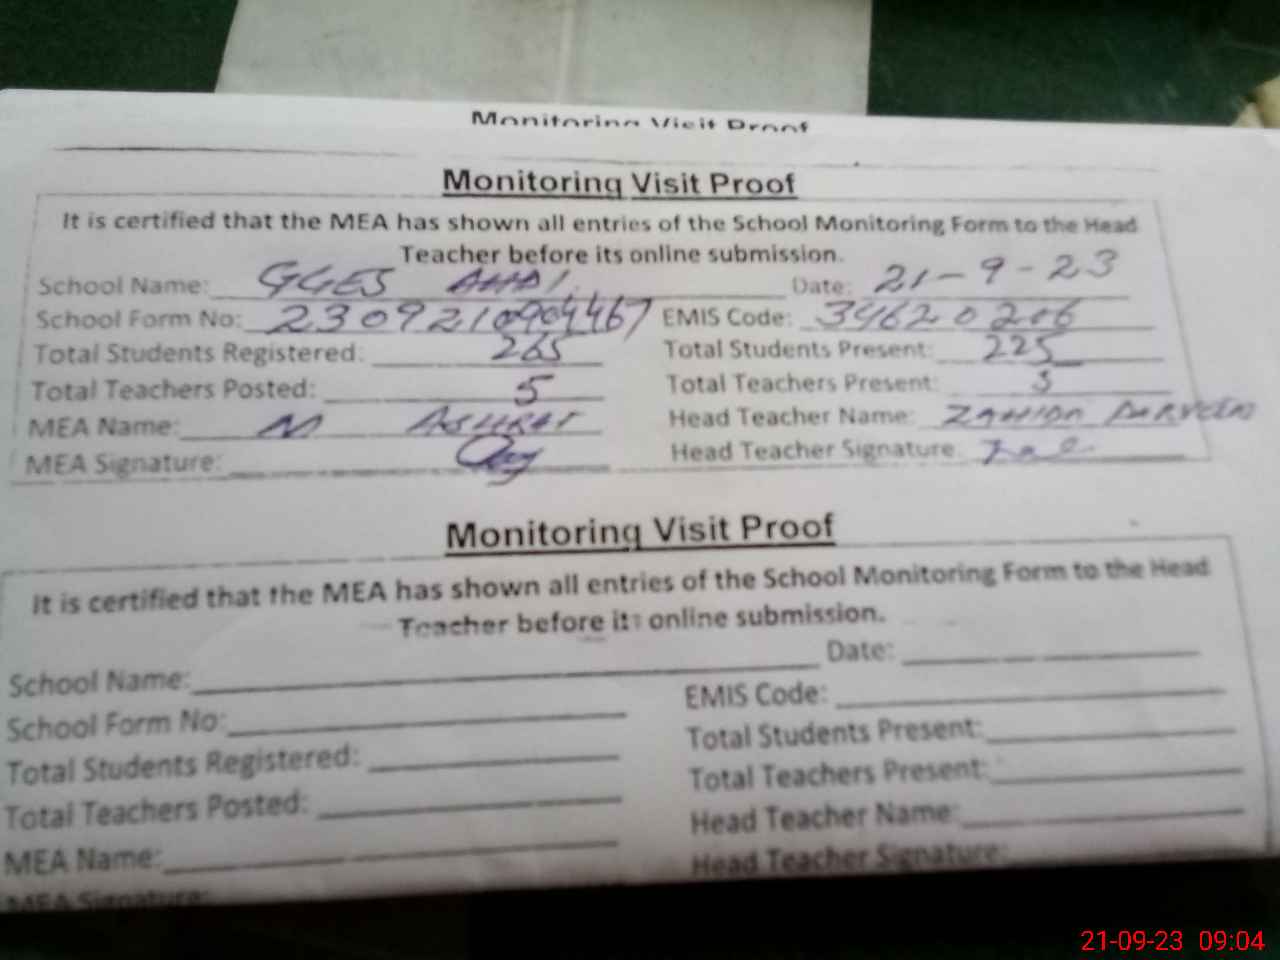 Monitoring Visit Proof
Monitoring Visit Proof
It is certified that the MEA has shown all entries of the School Monitoring Form to the Head
Teacher before its online submission.
School Name: GGES Date: 21-9-23
School Form No: EMIS Code: 34620206
Total Students Registered: 265 Total Students Present: 225
Total Teachers Posted: 5 Total Teachers Present:
MEA Name: M ASHRAF Head Teacher Name: ZAHIDA PARVEEN
MEA Signature: Head Teacher Signature
Monitoring Visit Proof
It is certified that the MEA has shown all entries of the School Monitoring Form to the Head
Teacher before its online submission.
School Name: Date:
School Form No: EMIS Code:
Total Students Registered: Total Students Present:
Total Teachers Posted: Total Teachers Present:
MEA Name: Head Teacher Name:
MEA Signature: Head Teacher Signature:
21-09-23 09:04